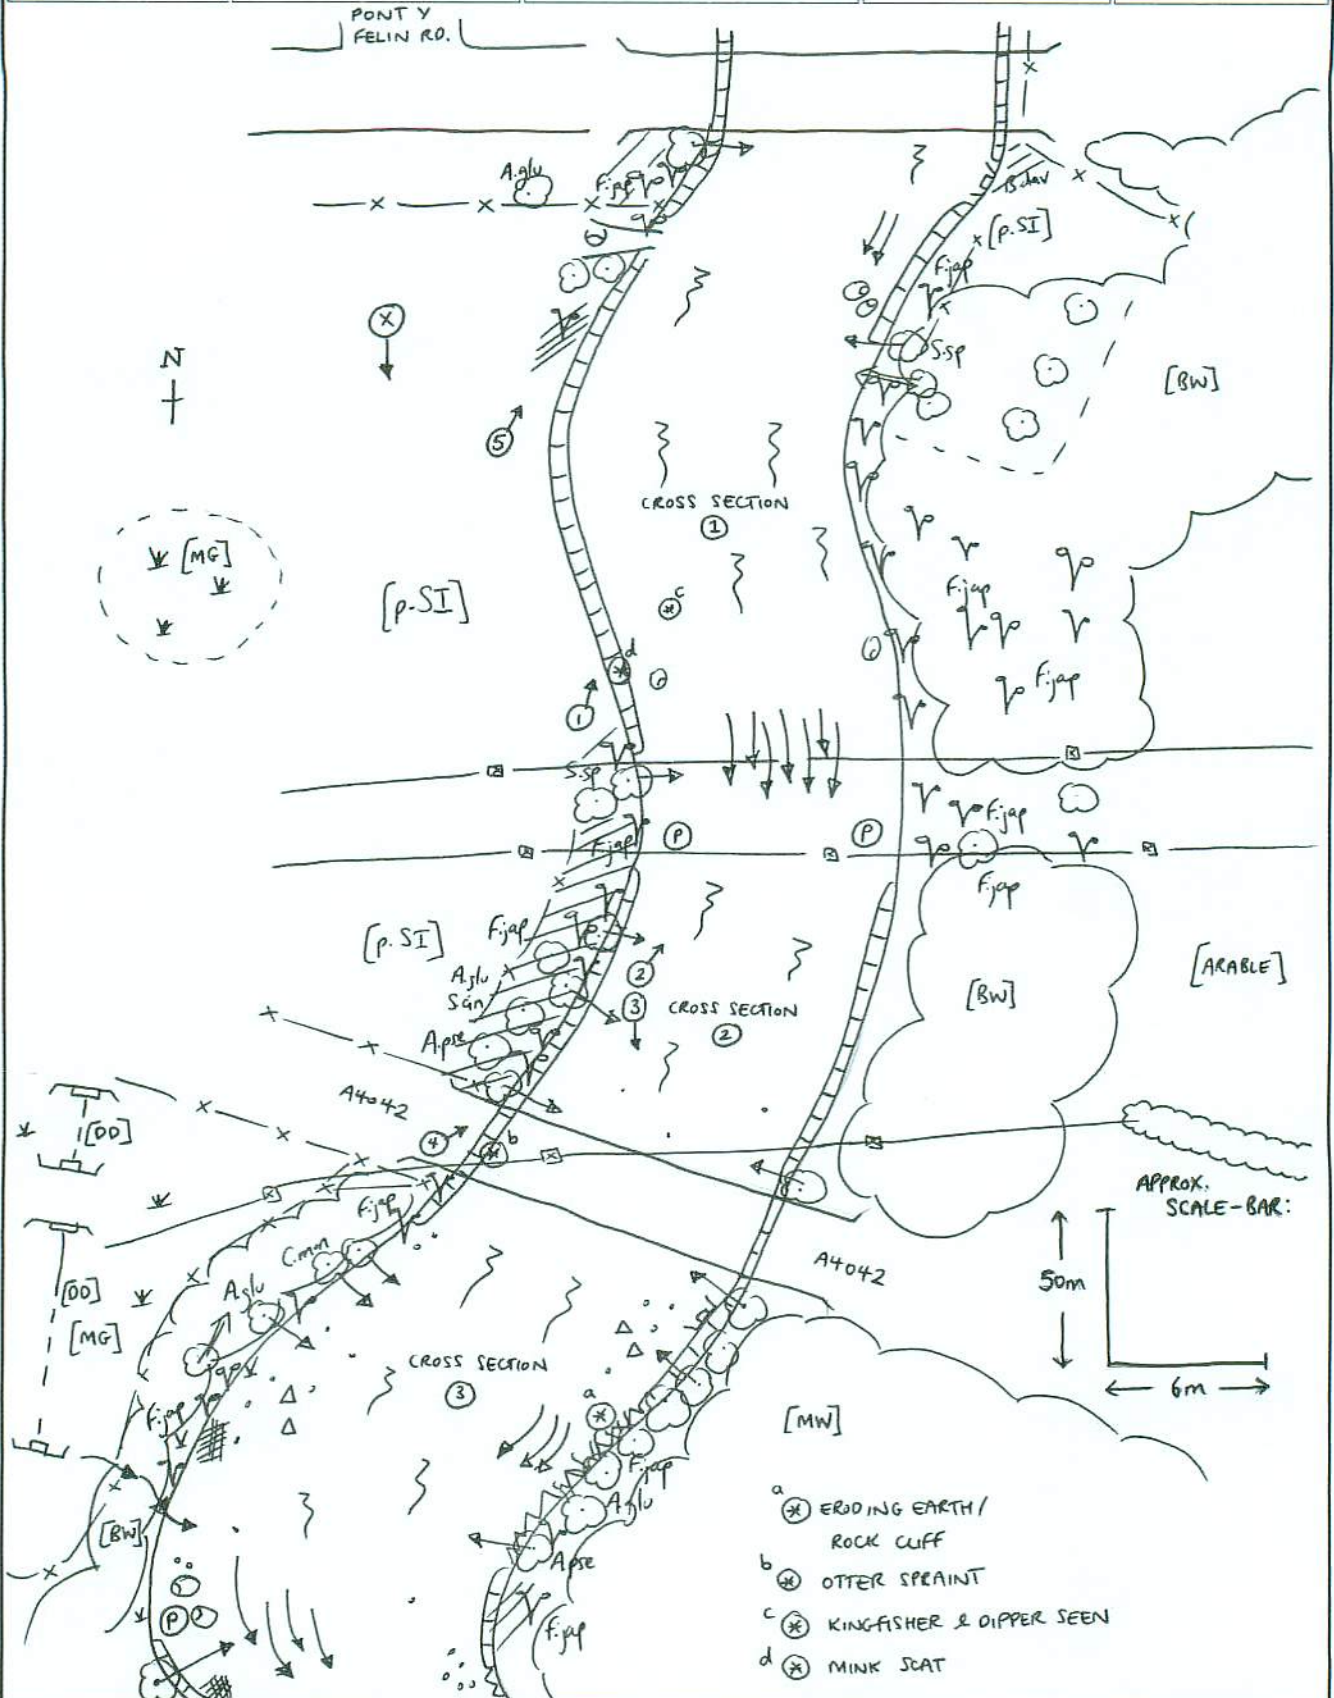 PONT Y
FELIN RD.
A.glu
F.jap
B.dav
[p.SI]
F.jap
X
S.sp
N
[BW]
5
CROSS SECTION
1
[MG]
[p.SI]
F.jap
c
d
F.jap
1
S.sp
F.jap
P
P
F.jap
F.jap
F.jap
[p.SI]
A.glu
2
[ARABLE]
3
CROSS SECTION
2
[BW]
A.pse
A4042
[DD]
4
b
APPROX.
SCALE-BAR:
F.jap
C.mon
A4042
50m
[DD]
A.glu
[MG]
CROSS SECTION
3
6m
a
F.jap
[MW]
F.jap
A.glu
a ERODING EARTH/
ROCK CLIFF
[BW]
A.pse
b OTTER SPRAINT
P
c KINGFISHER & DIPPER SEEN
F.jap
d MINK SCAT